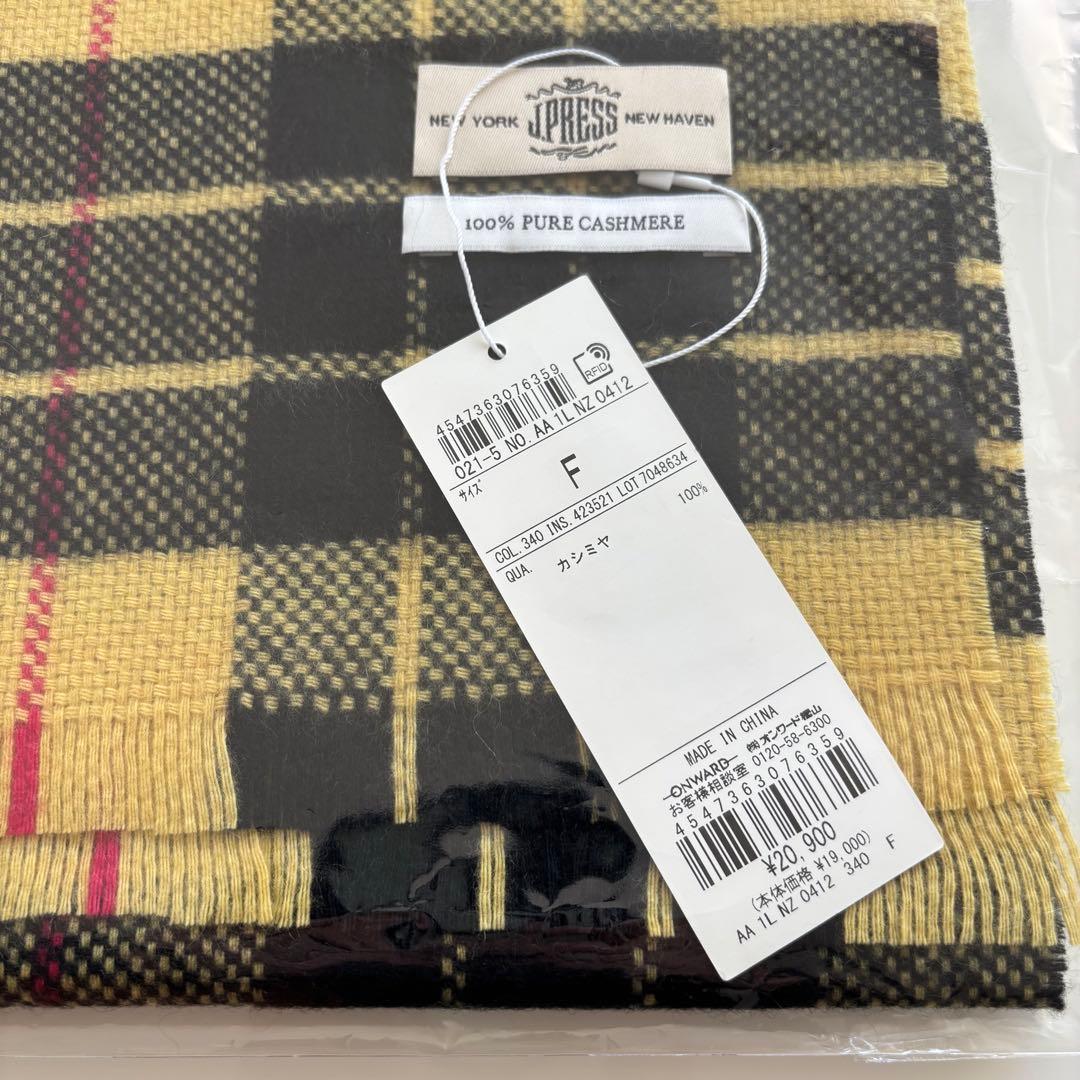 NEW YORK J.PRESS NEW HAVEN
100% PURE CASHMERE
RFID
4547363076359
021-5 NO. AA 1L NZ 0412
サイズ
F
COL. 340 INS. 423521 LOT 7048634
QUA. カシミヤ 100%
MADE IN CHINA
ONWARD ㈱オンワード樫山
お客様相談室 0120-58-6300
4547363076359
¥20,900
(本体価格 ¥19,000)
AA 1L NZ 0412 340 F